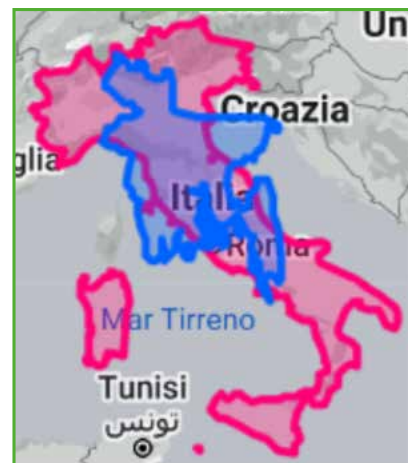 Un
Croazia
glia
Italia
Roma
Mar Tirreno
Tunisi
تونس